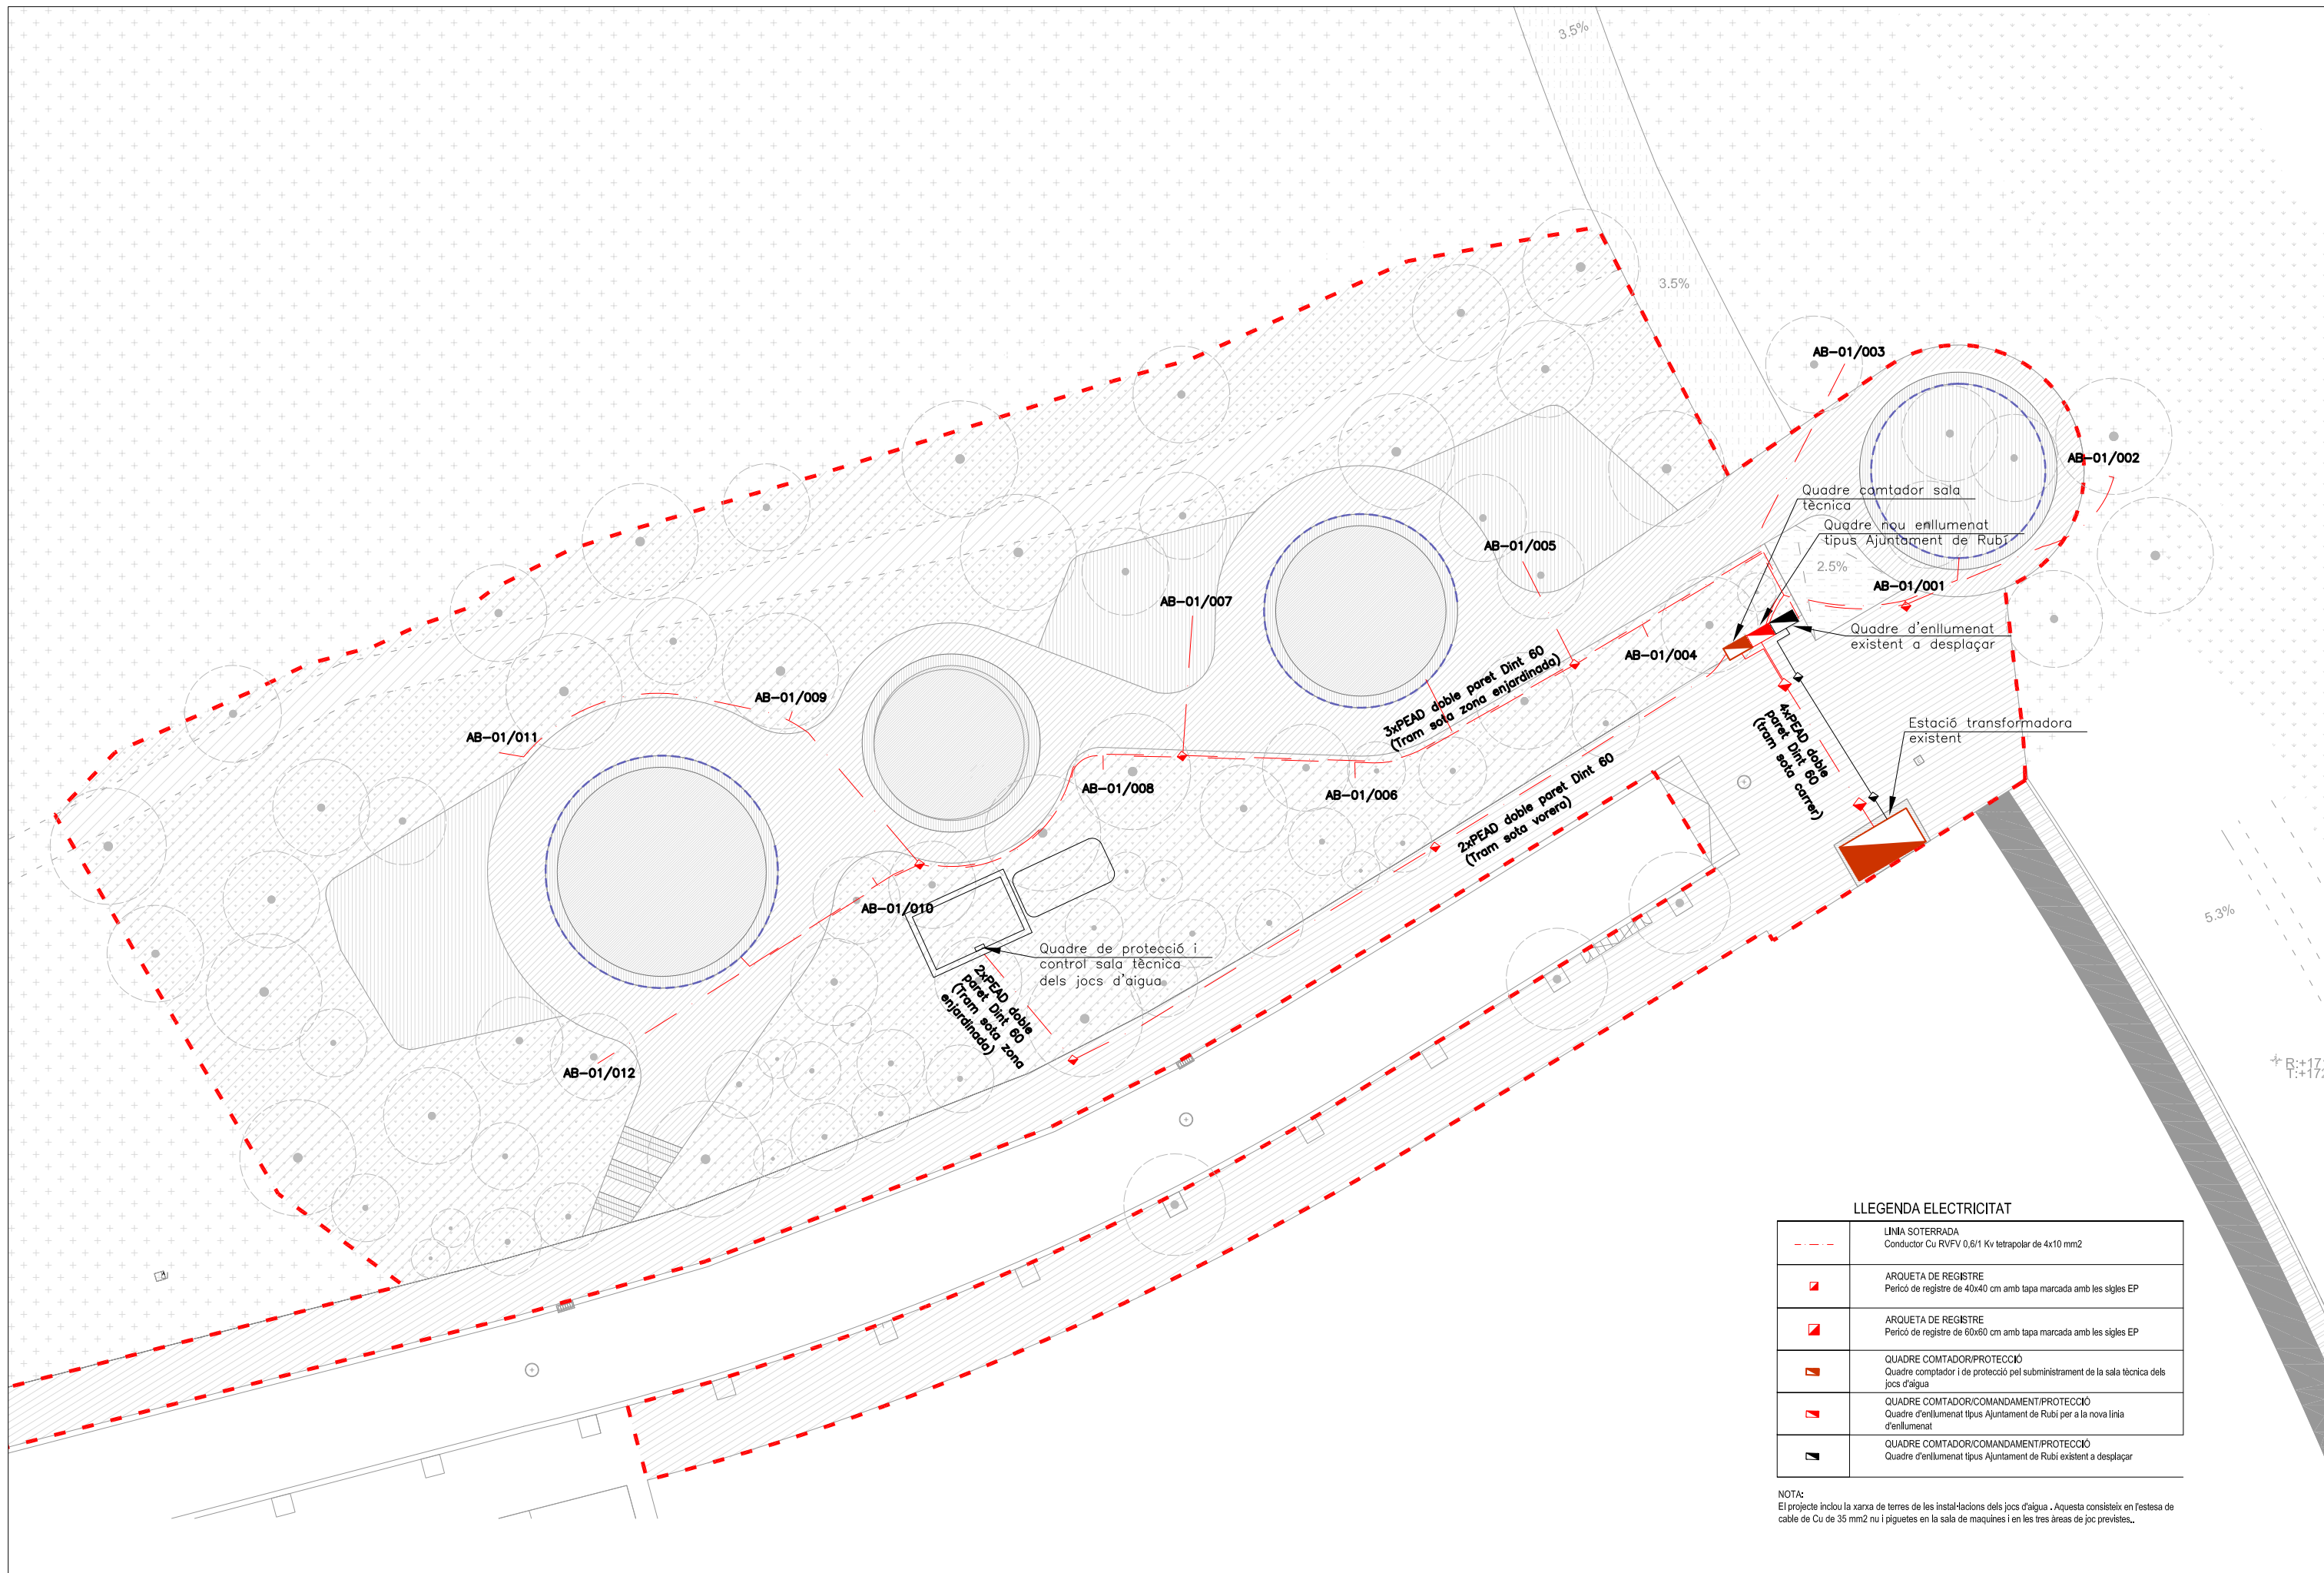 3.5%
3.5%
AB-01/003
AB-01/002
Quadre comtador sala
tècnica
Quadre nou enllumenat
tipus Ajuntament de Rubí
2.5%
AB-01/001
AB-01/005
AB-01/007
Quadre d'enllumenat
existent a desplaçar
AB-01/004
3xPEAD doble paret Dint 60
(Tram sota zona enjardinada)
AB-01/009
AB-01/011
AB-01/008
AB-01/006
4xPEAD doble
paret Dint 60
(tram sota carrer)
Estació transformadora
existent
2xPEAD doble paret Dint 60
(Tram sota vorera)
AB-01/010
Quadre de protecció i
control sala tècnica
dels jocs d'aigua
2xPEAD doble
paret Dint 60
(Tram sota zona
enjardinada)
AB-01/012
5.3%
R:+17
T:+172
LLEGENDA ELECTRICITAT
LÍNIA SOTERRADA
Conductor Cu RVFV 0,6/1 Kv tetrapolar de 4x10 mm2
ARQUETA DE REGISTRE
Pericó de registre de 40x40 cm amb tapa marcada amb les sigles EP
ARQUETA DE REGISTRE
Pericó de registre de 60x60 cm amb tapa marcada amb les sigles EP
QUADRE COMTADOR/PROTECCIÓ
Quadre comptador i de protecció pel subministrament de la sala tècnica dels
jocs d'aigua
QUADRE COMTADOR/COMANDAMENT/PROTECCIÓ
Quadre d'enllumenat tipus Ajuntament de Rubí per a la nova línia
d'enllumenat
QUADRE COMTADOR/COMANDAMENT/PROTECCIÓ
Quadre d'enllumenat tipus Ajuntament de Rubí existent a desplaçar
NOTA:
El projecte inclou la xarxa de terres de les instal·lacions dels jocs d'aigua . Aquesta consisteix en l'estesa de
cable de Cu de 35 mm2 nu i piquetes en la sala de maquines i en les tres àrees de joc previstes..